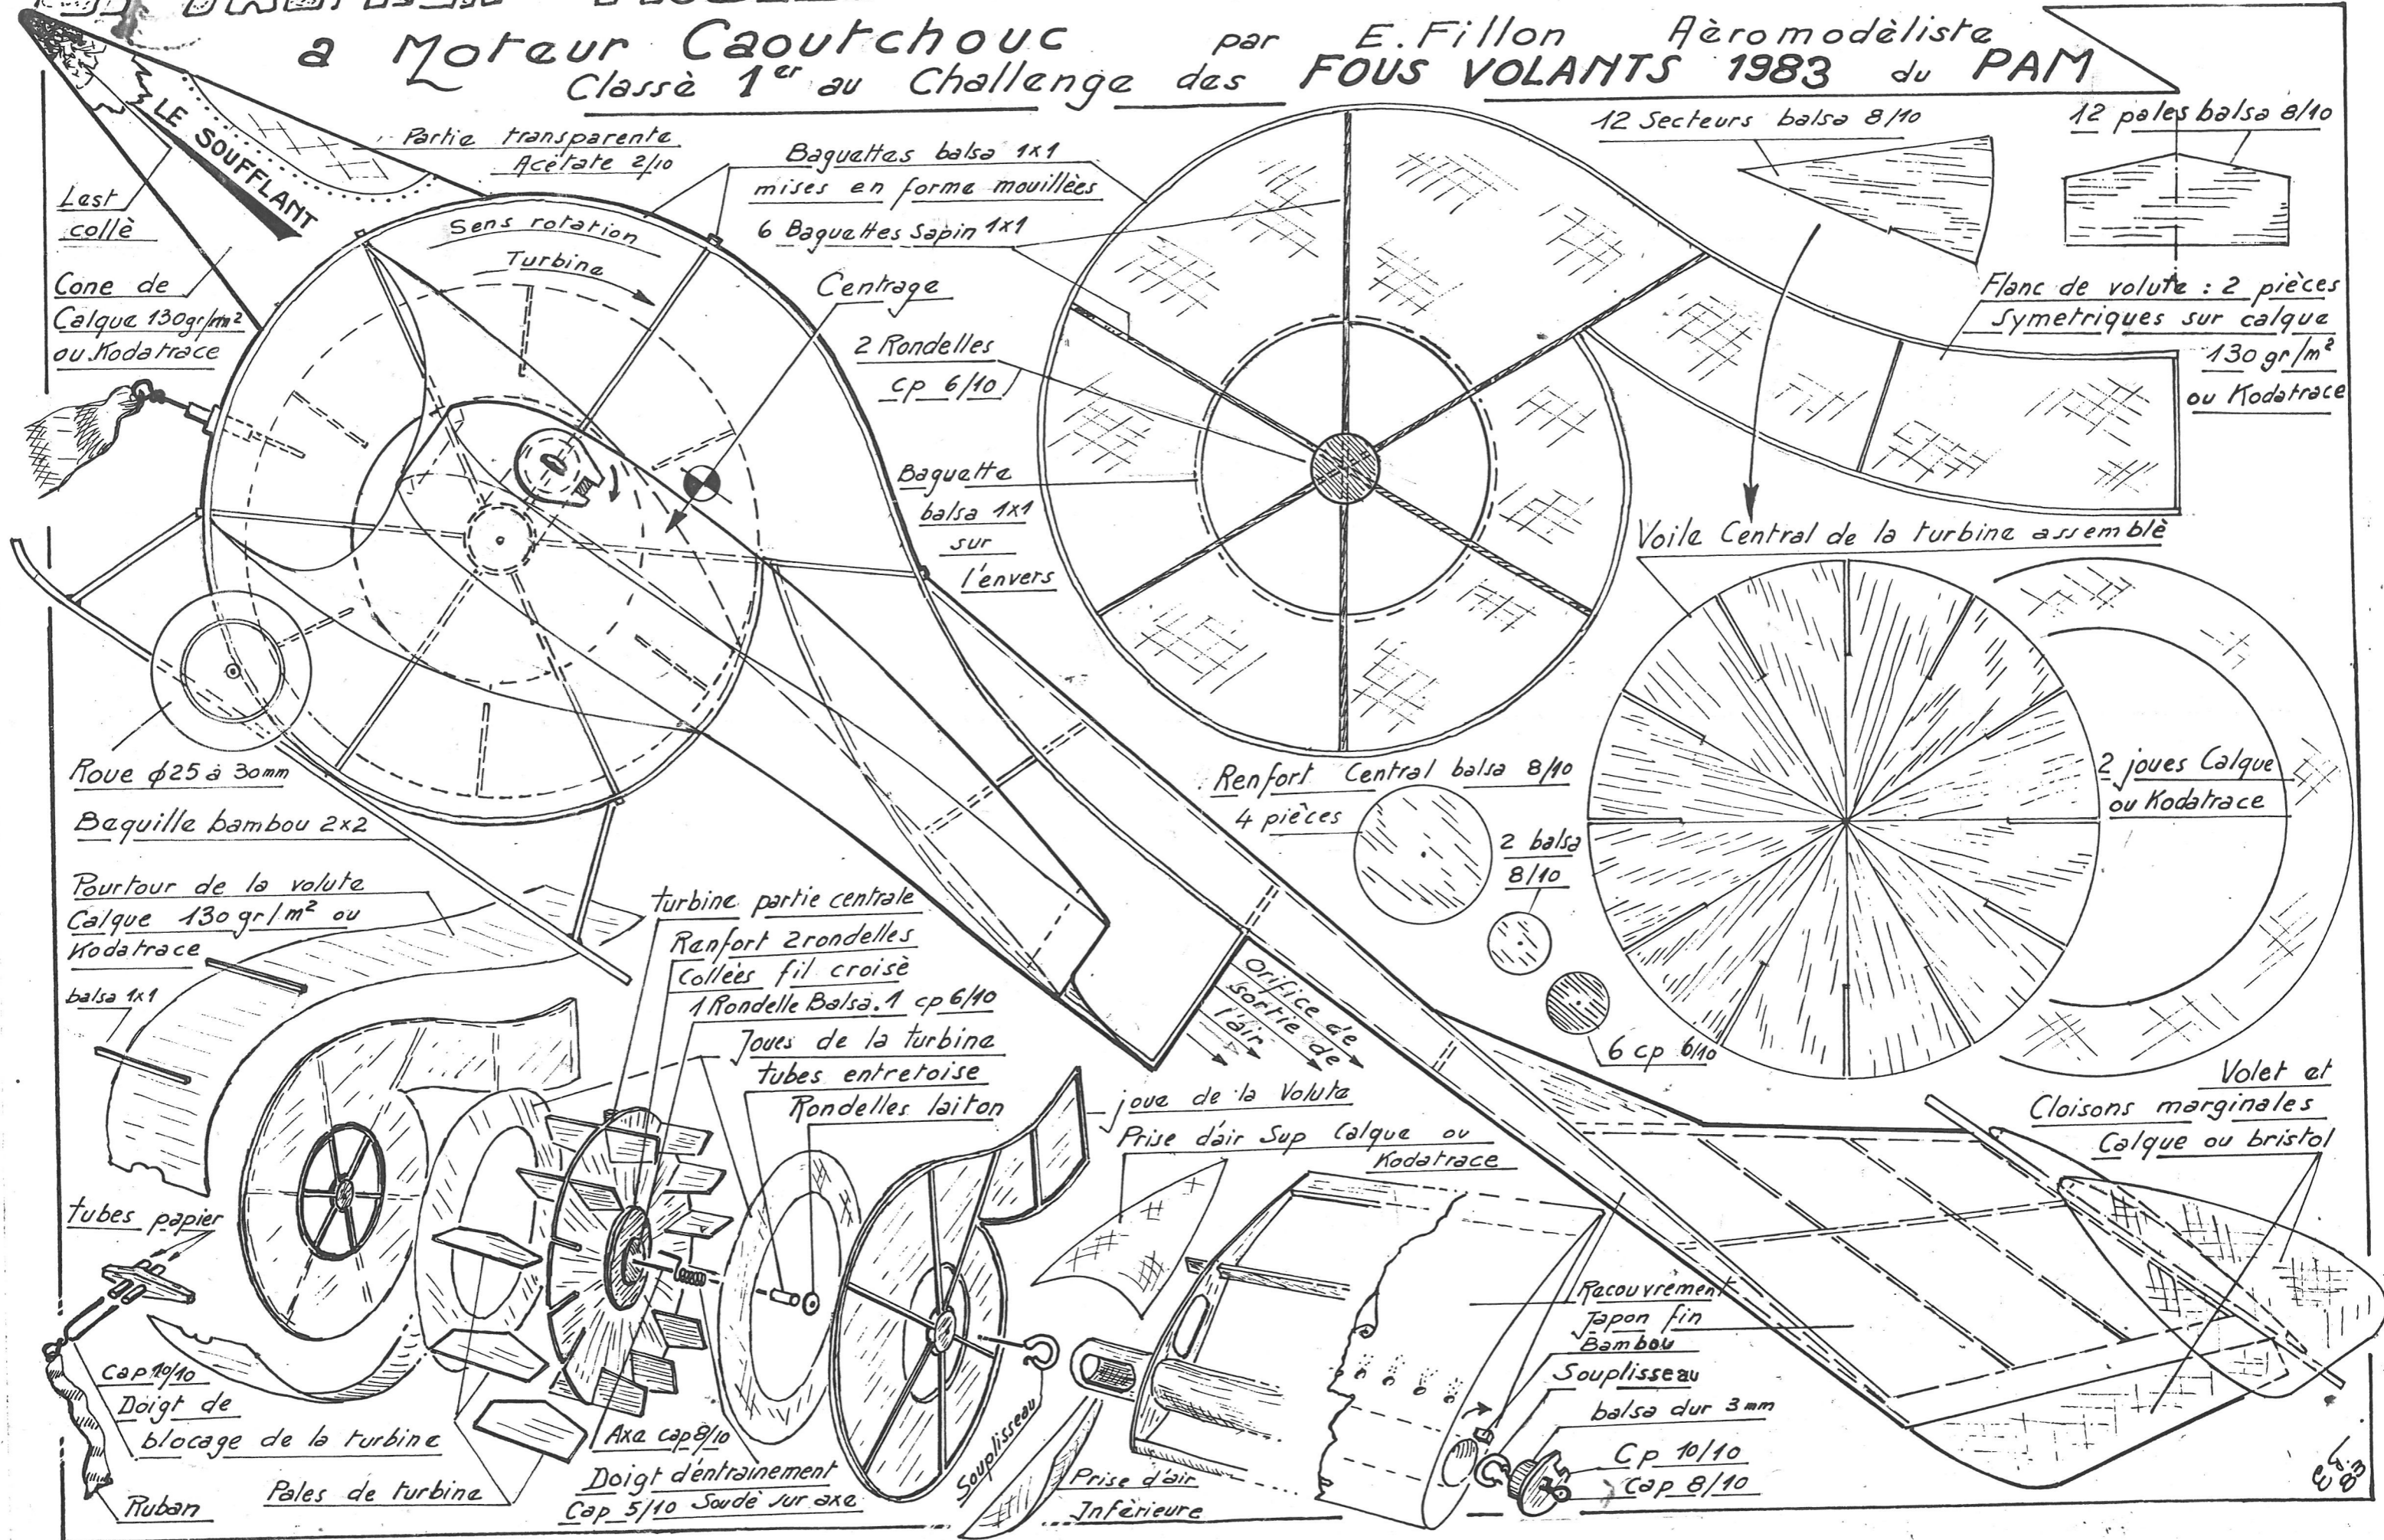 a Moteur Caoutchouc par E. Fillon Aèromodèliste
Classè 1er au Challenge des FOUS VOLANTS 1983 du PAM
LE SOUFFLANT
Partie transparente
Acétate 2/10
Lest
collè
Cone de
Calque 130gr/m²
ou Kodatrace
Sens rotation
Turbine
Baguettes balsa 1x1
mises en forme mouillèes
6 Baguettes Sapin 1x1
Centrage
2 Rondelles
cp 6/10
Baguette
balsa 1x1
sur
l'envers
12 Secteurs balsa 8/10
12 pales balsa 8/10
Flanc de volute : 2 pièces
Symetriques sur calque
130 gr/m²
ou Kodatrace
Voile Central de la turbine assemblè
2 joues Calque
ou Kodatrace
Renfort Central balsa 8/10
4 pièces
2 balsa
8/10
6 cp 6/10
Roue ϕ25 à 30mm
Bequille bambou 2x2
Pourtour de la volute
Calque 130gr/m² ou
Kodatrace
balsa 1x1
turbine partie centrale
Renfort 2 rondelles
Collèes fil croisè
1 Rondelle Balsa. 1 cp 6/10
Joues de la turbine
tubes entretoise
Rondelles laiton
Orifice de
sortie de
l'air
joue de la Volute
Prise d'air Sup Calque ou
Kodatrace
Volet et
Cloisons marginales
Calque ou bristol
tubes papier
Cap 10/10
Doigt de
blocage de la turbine
Ruban
Pales de turbine
Axe cap 8/10
Doigt d'èntrainement
Cap 5/10 Soudè sur axe
Souplisseau
Prise d'air
Infèrieure
Recouvrement
Japon fin
Bambou
Souplisseau
balsa dur 3mm
Cp 10/10
Cap 8/10